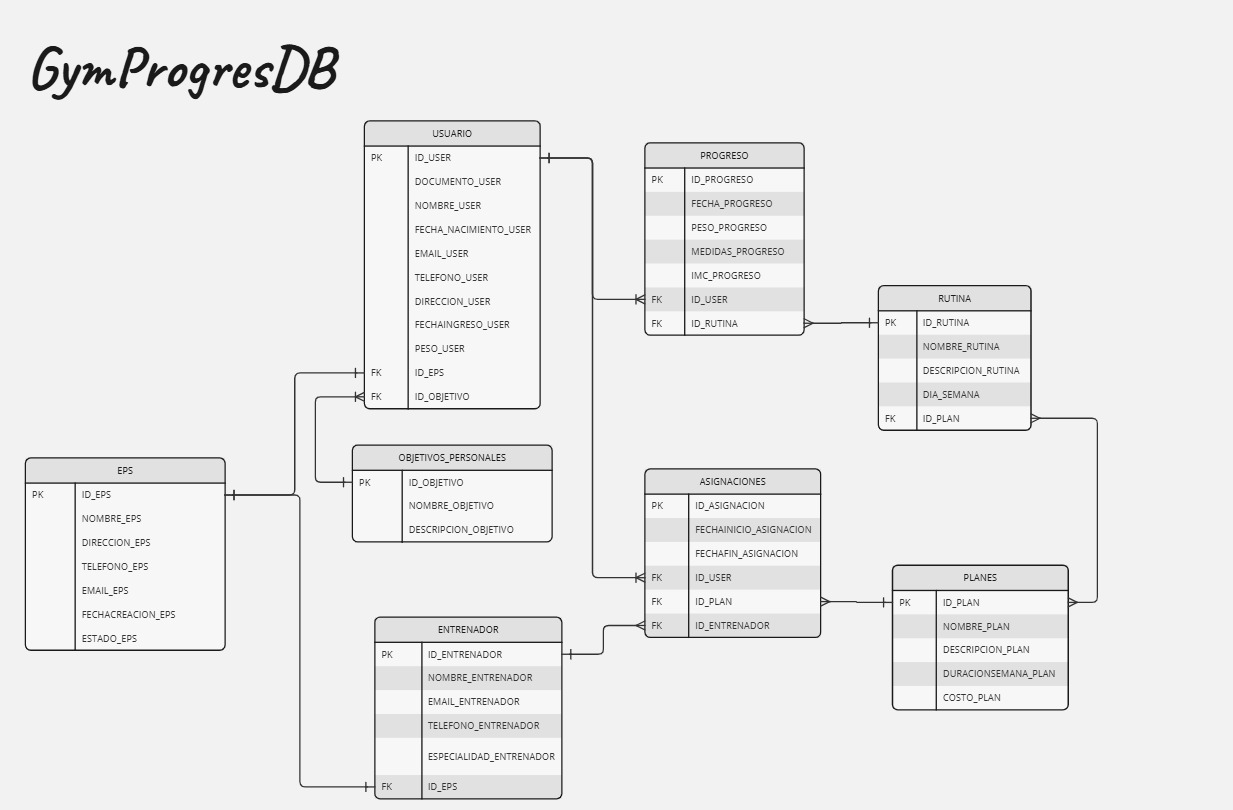 GymProgresDB
USUARIO
PK ID_USER
DOCUMENTO_USER
NOMBRE_USER
FECHA_NACIMIENTO_USER
EMAIL_USER
TELEFONO_USER
DIRECCION_USER
FECHAINGRESO_USER
PESO_USER
FK ID_EPS
FK ID_OBJETIVO
PROGRESO
PK ID_PROGRESO
FECHA_PROGRESO
PESO_PROGRESO
MEDIDAS_PROGRESO
IMC_PROGRESO
FK ID_USER
FK ID_RUTINA
RUTINA
PK ID_RUTINA
NOMBRE_RUTINA
DESCRIPCION_RUTINA
DIA_SEMANA
FK ID_PLAN
OBJETIVOS_PERSONALES
PK ID_OBJETIVO
NOMBRE_OBJETIVO
DESCRIPCION_OBJETIVO
EPS
PK ID_EPS
NOMBRE_EPS
DIRECCION_EPS
TELEFONO_EPS
EMAIL_EPS
FECHACREACION_EPS
ESTADO_EPS
ASIGNACIONES
PK ID_ASIGNACION
FECHAINICIO_ASIGNACION
FECHAFIN_ASIGNACION
FK ID_USER
FK ID_PLAN
FK ID_ENTRENADOR
PLANES
PK ID_PLAN
NOMBRE_PLAN
DESCRIPCION_PLAN
DURACIONSEMANA_PLAN
COSTO_PLAN
ENTRENADOR
PK ID_ENTRENADOR
NOMBRE_ENTRENADOR
EMAIL_ENTRENADOR
TELEFONO_ENTRENADOR
ESPECIALIDAD_ENTRENADOR
FK ID_EPS